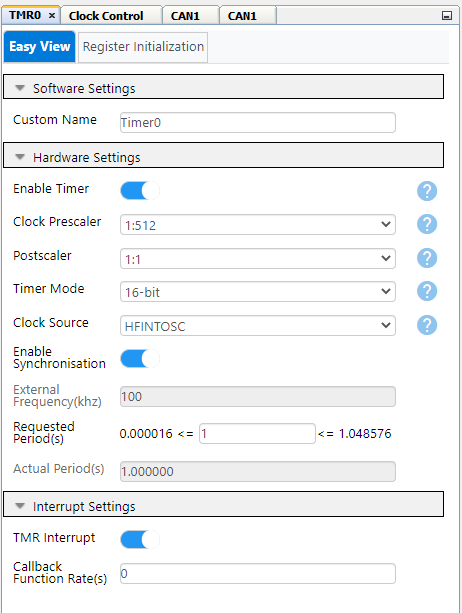 TMR0 × Clock Control CAN1 CAN1
Easy View Register Initialization
Software Settings
Custom Name Timer0
Hardware Settings
Enable Timer ?
Clock Prescaler 1:512 ?
Postscaler 1:1 ?
Timer Mode 16-bit ?
Clock Source HFINTOSC ?
Enable
Synchronisation
External
Frequency(khz) 100
Requested
Period(s) 0.000016 <= 1 <= 1.048576
Actual Period(s) 1.000000
Interrupt Settings
TMR Interrupt
Callback
Function Rate(s) 0